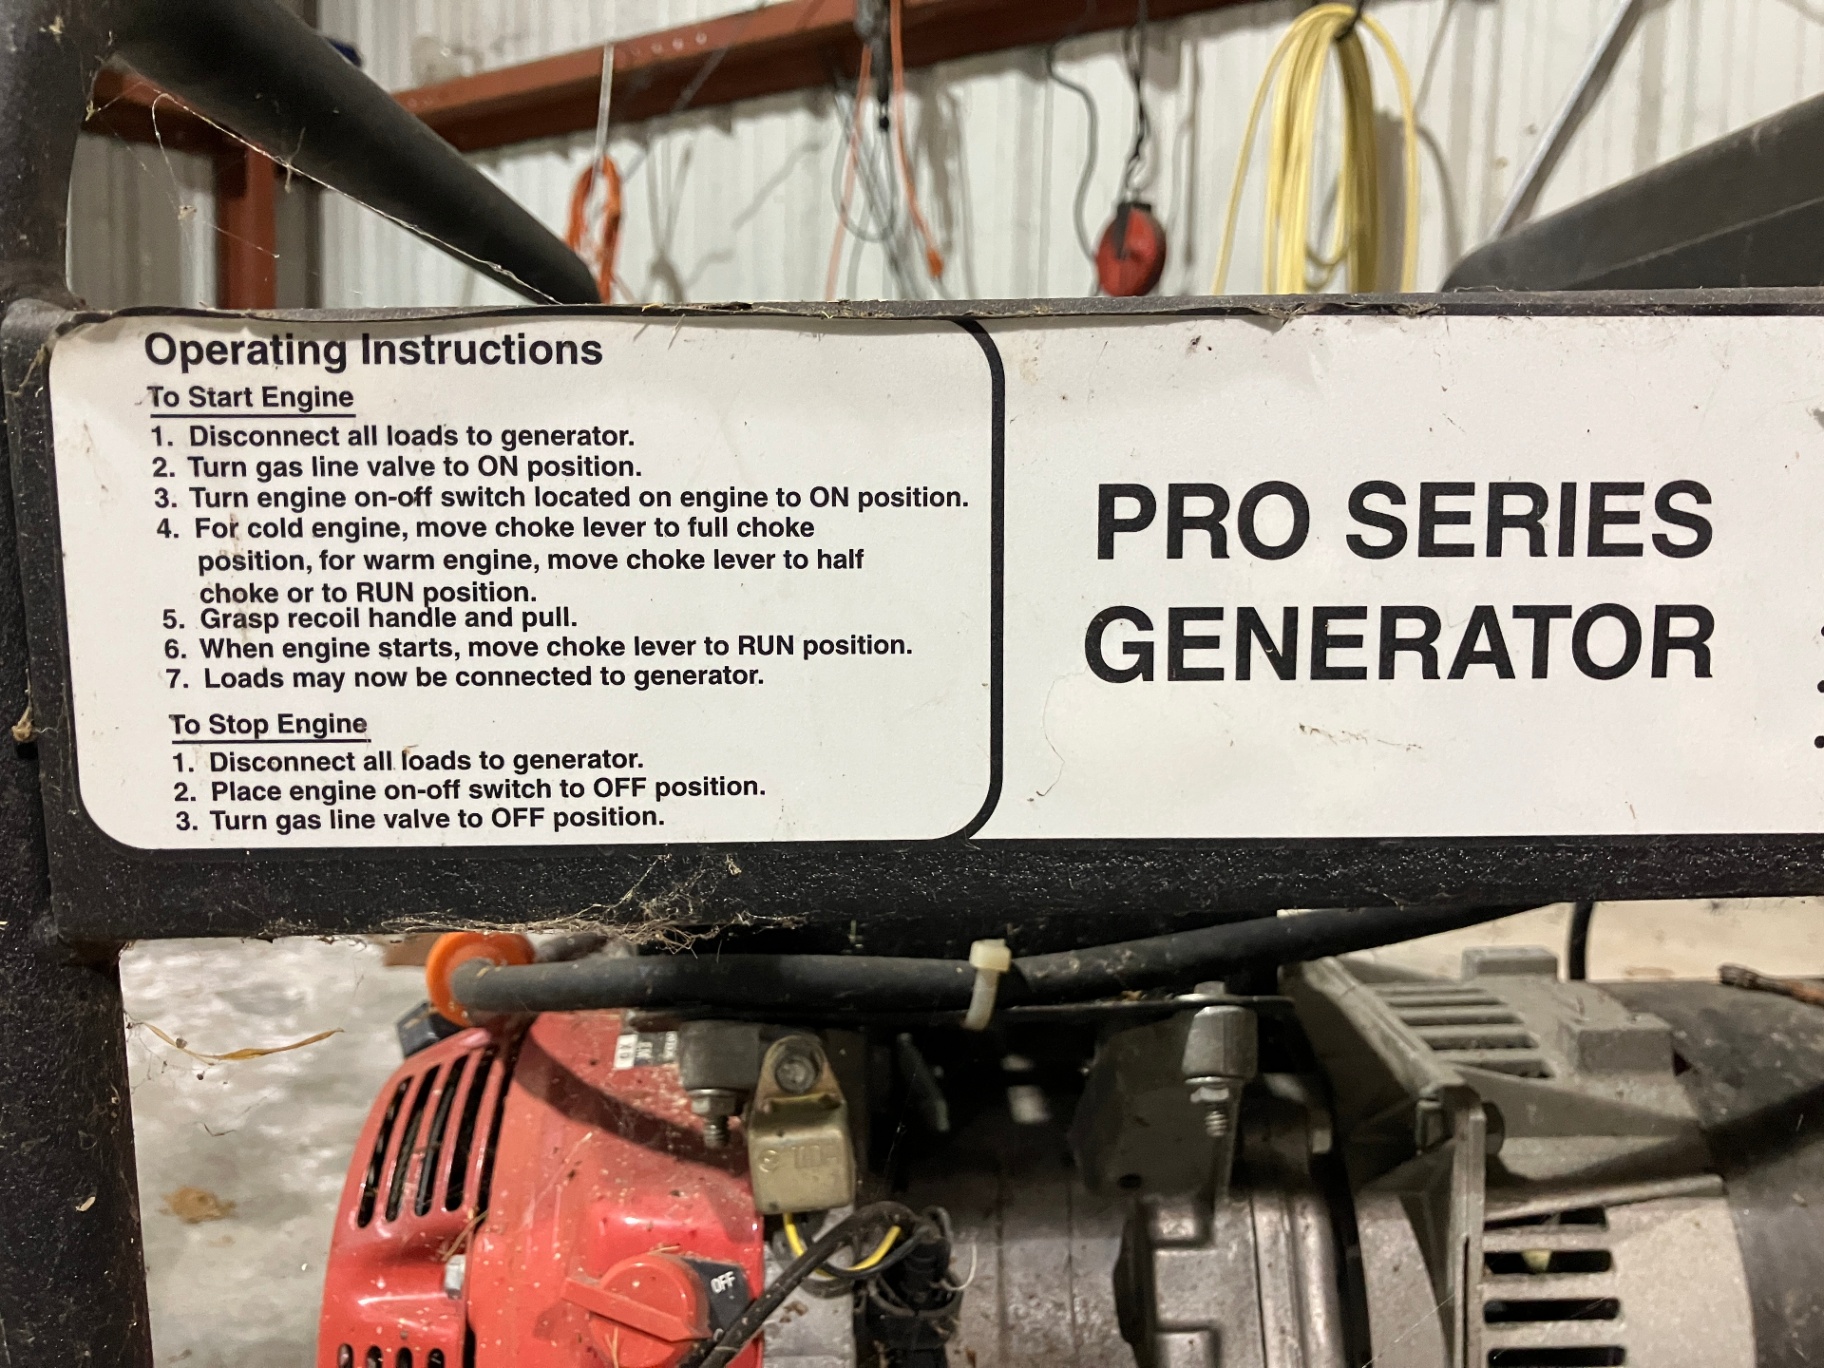 Operating Instructions
To Start Engine
1. Disconnect all loads to generator.
2. Turn gas line valve to ON position.
3. Turn engine on-off switch located on engine to ON position.
4. For cold engine, move choke lever to full choke
position, for warm engine, move choke lever to half
choke or to RUN position.
5. Grasp recoil handle and pull.
6. When engine starts, move choke lever to RUN position.
7. Loads may now be connected to generator.
To Stop Engine
1. Disconnect all loads to generator.
2. Place engine on-off switch to OFF position.
3. Turn gas line valve to OFF position.
PRO SERIES
GENERATOR
OFF